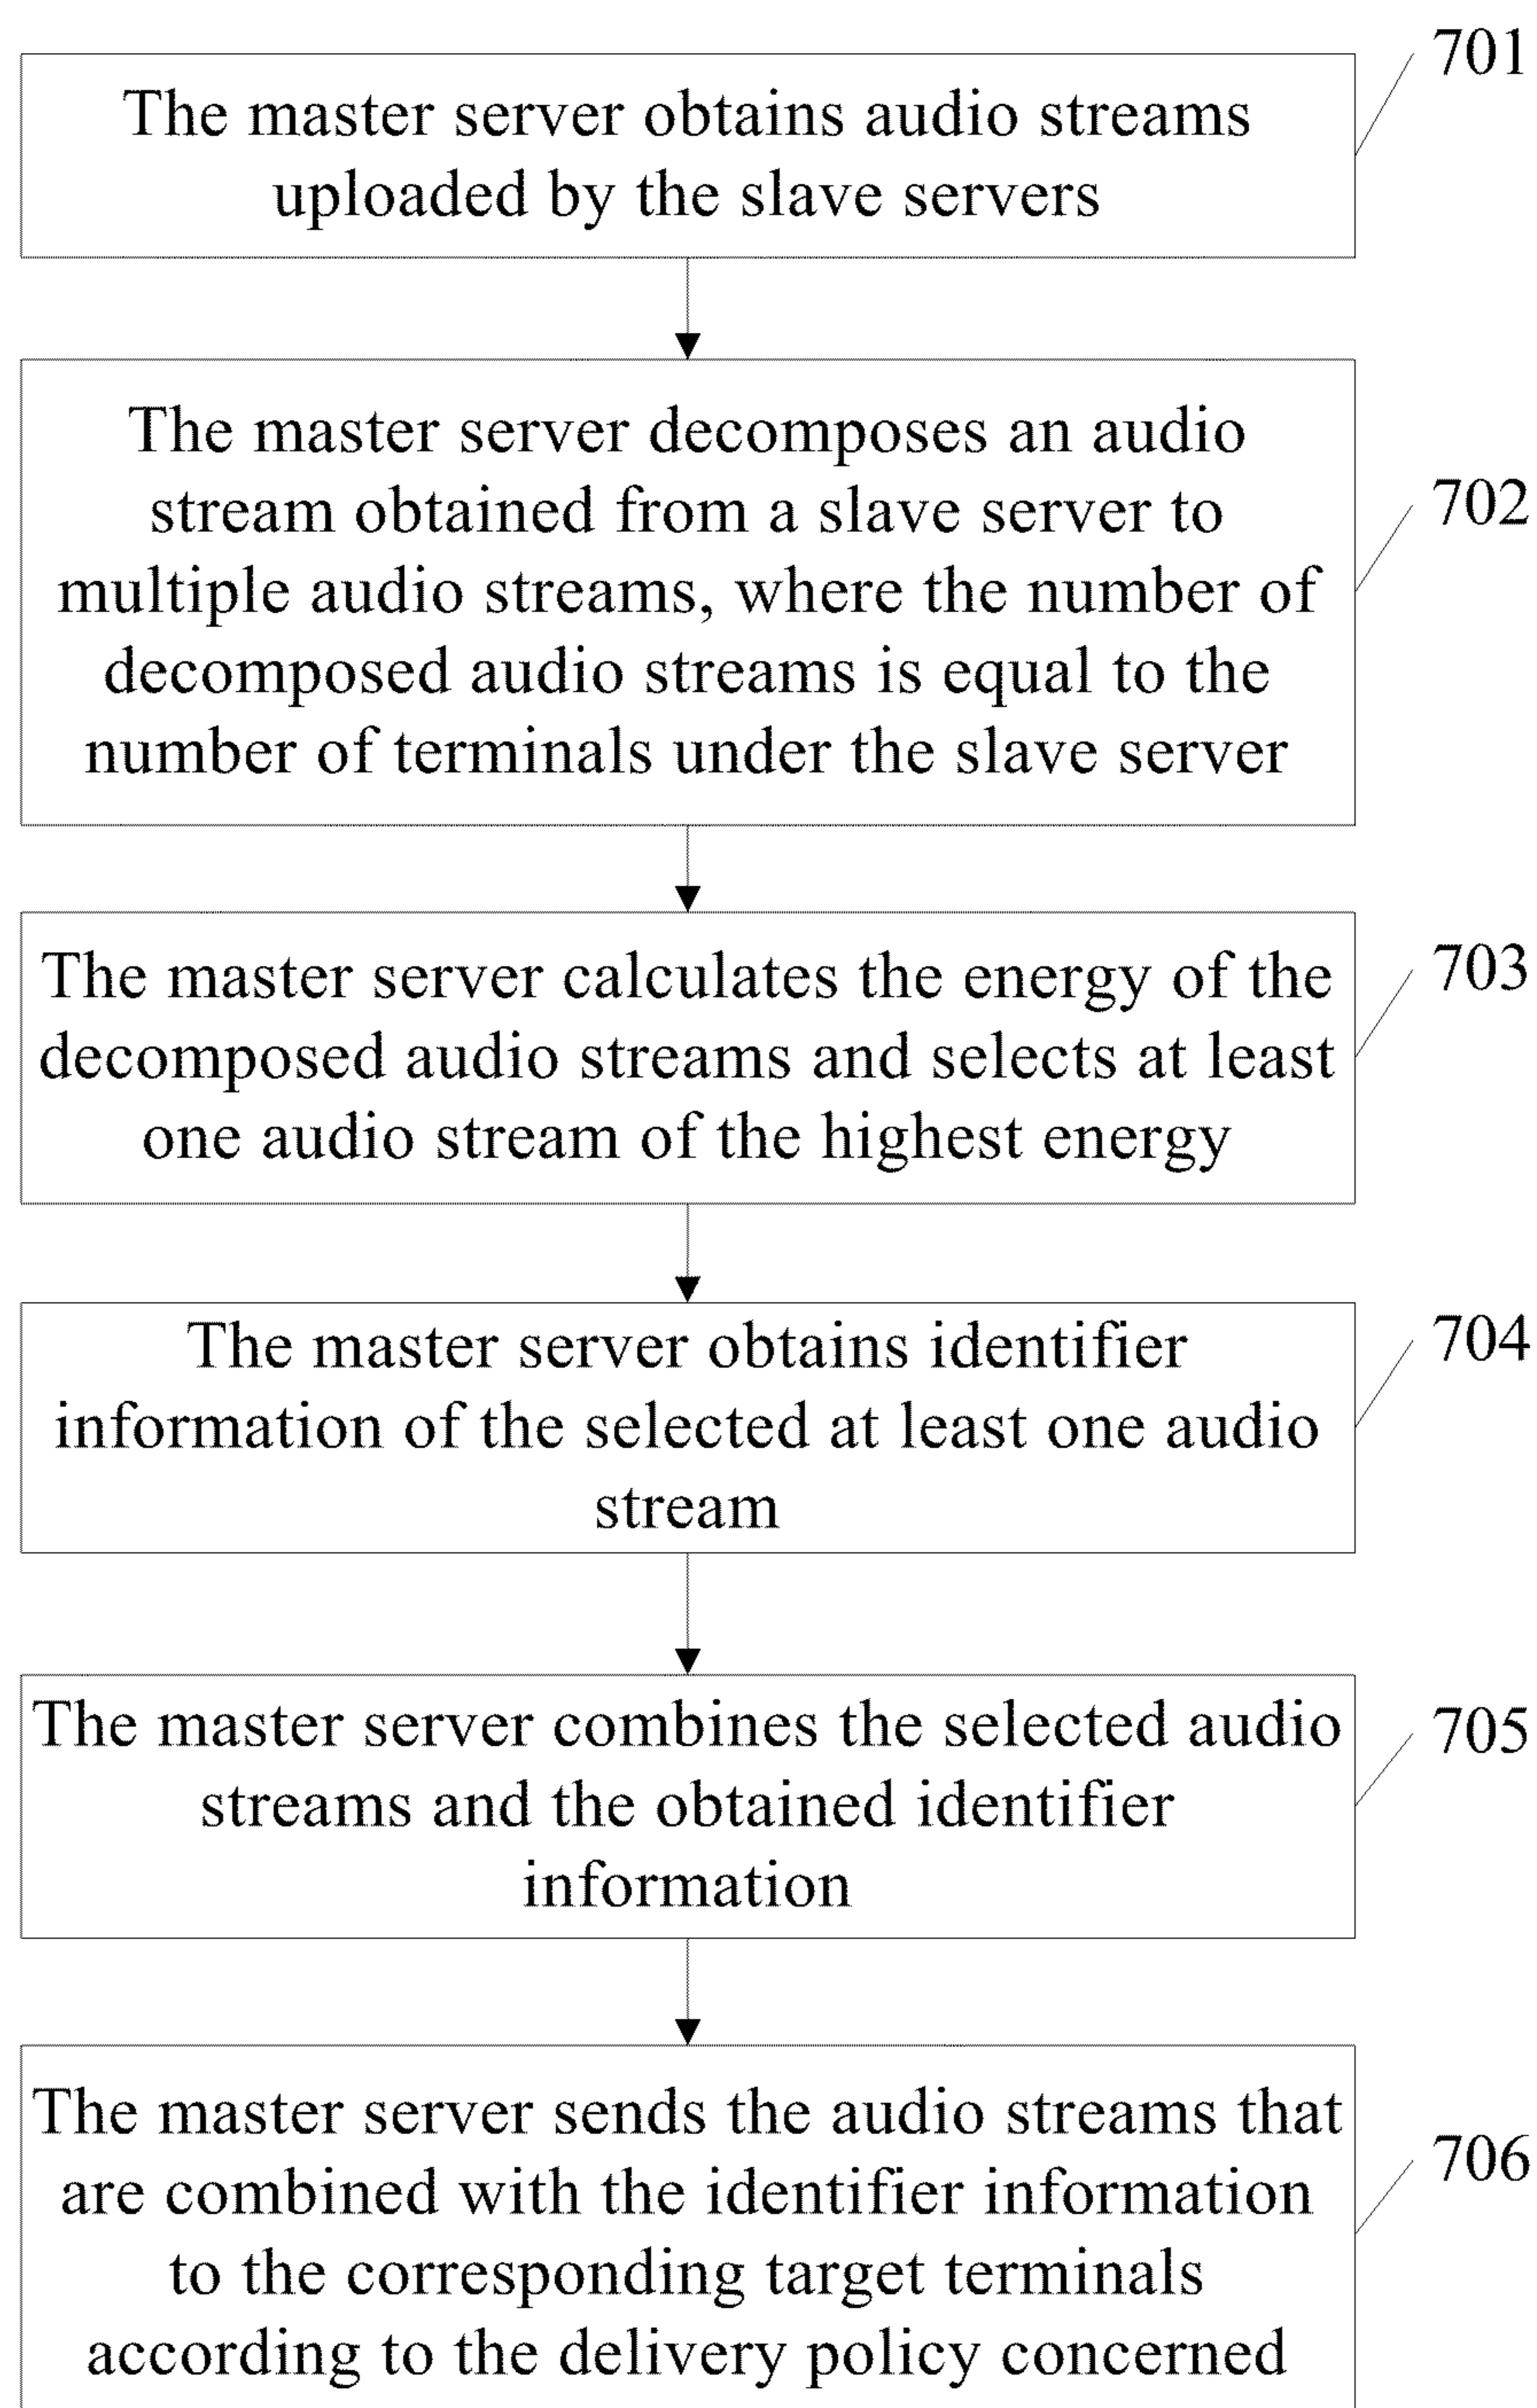 701
The master server obtains audio streams
uploaded by the slave servers
The master server decomposes an audio
stream obtained from a slave server to
multiple audio streams, where the number of
decomposed audio streams is equal to the
number of terminals under the slave server
702
The master server calculates the energy of the
decomposed audio streams and selects at least
one audio stream of the highest energy
703
The master server obtains identifier
information of the selected at least one audio
stream
704
The master server combines the selected audio
streams and the obtained identifier
information
705
The master server sends the audio streams that
are combined with the identifier information
to the corresponding target terminals
according to the delivery policy concerned
706